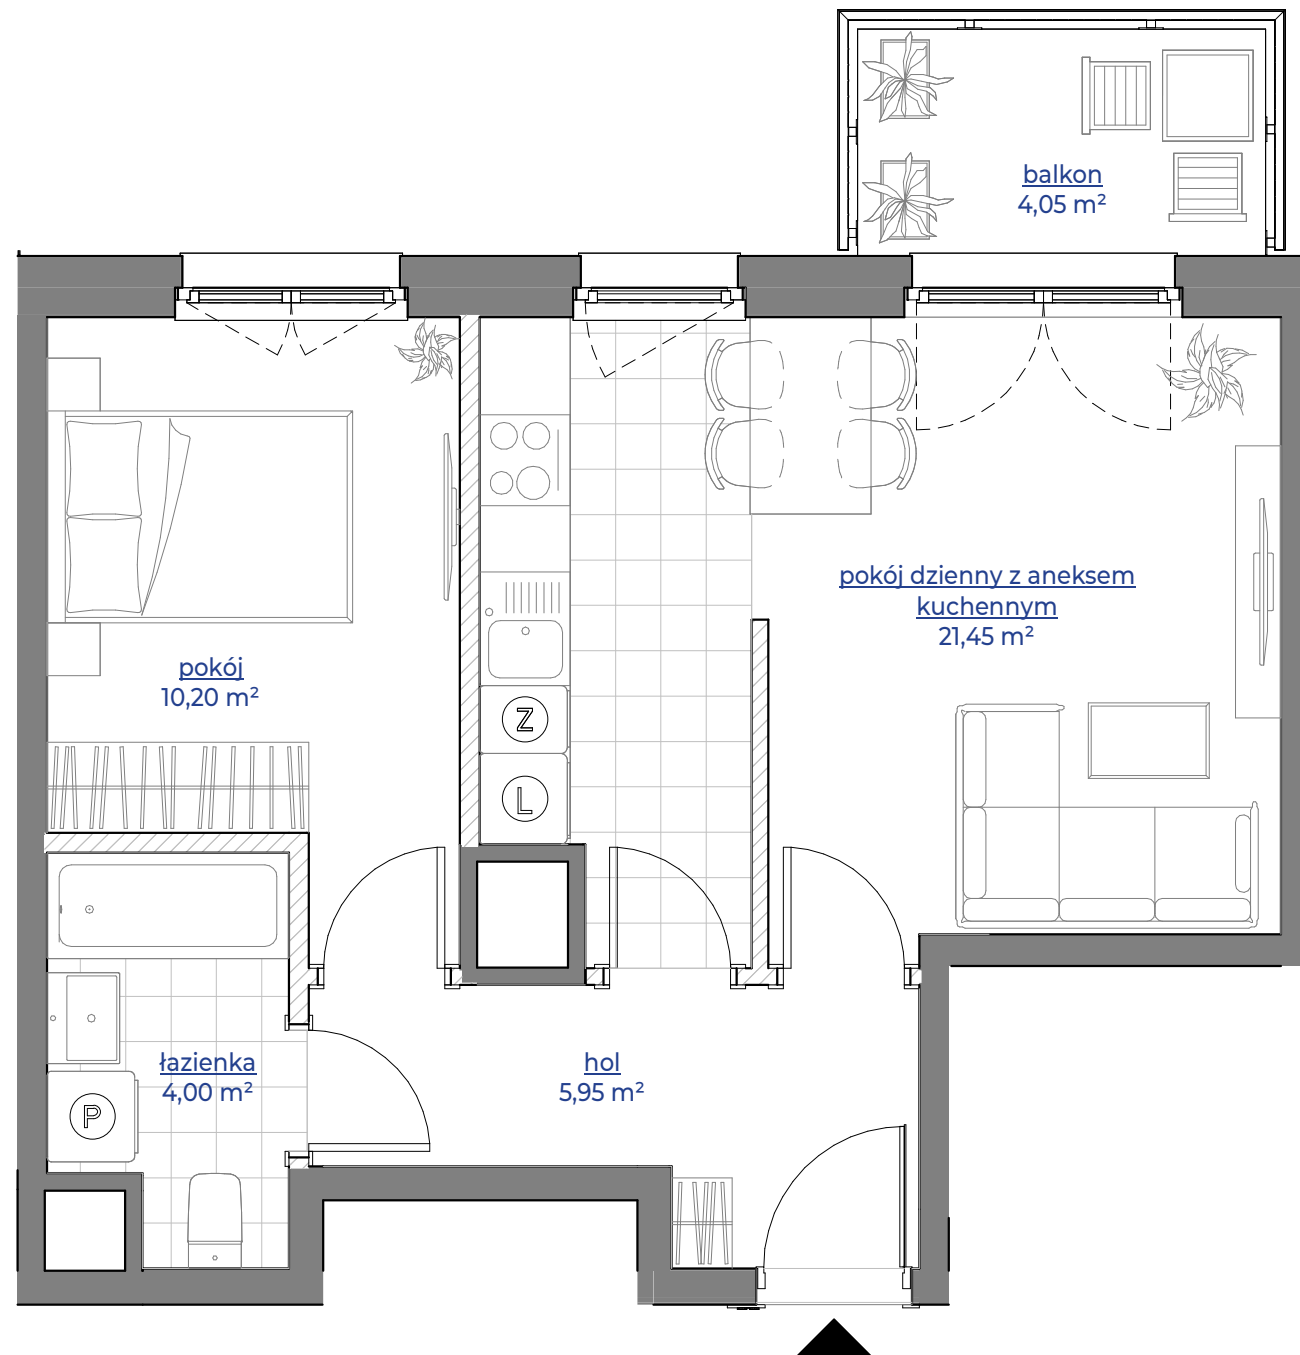 balkon
4,05 m²
pokój dzienny z aneksem
kuchennym
21,45 m²
pokój
10,20 m²
Z
L
łazienka
4,00 m²
hol
5,95 m²
P